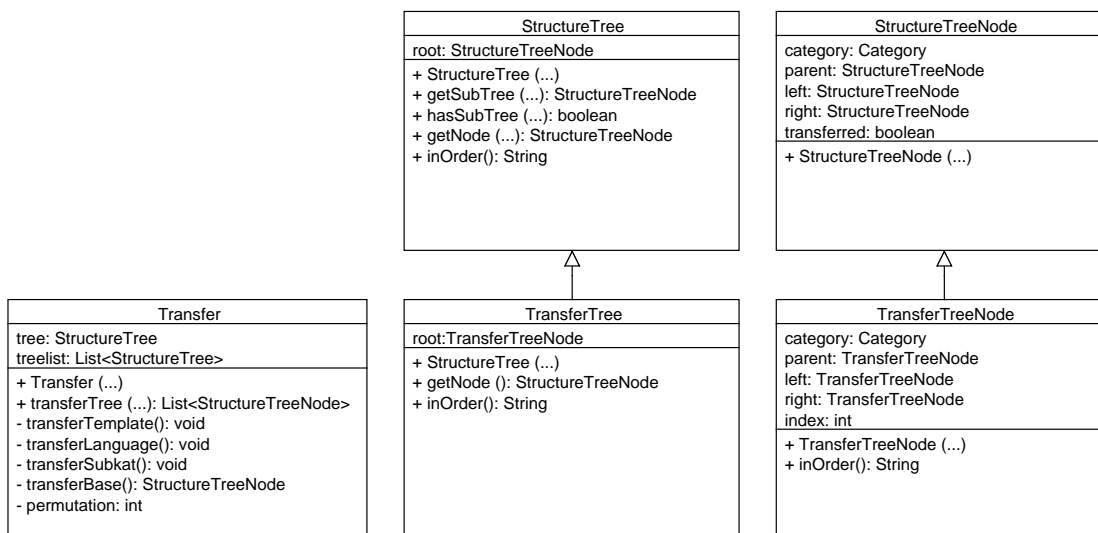 StructureTree
root: StructureTreeNode
+ StructureTree (...)
+ getSubTree (...): StructureTreeNode
+ hasSubTree (...): boolean
+ getNode (...): StructureTreeNode
+ inOrder(): String
StructureTreeNode
category: Category
parent: StructureTreeNode
left: StructureTreeNode
right: StructureTreeNode
transferred: boolean
+ StructureTreeNode (...)
Transfer
tree: StructureTree
treelist: List<StructureTree>
+ Transfer (...)
+ transferTree (...): List<StructureTreeNode>
- transferTemplate(): void
- transferLanguage(): void
- transferSubkat(): void
- transferBase(): StructureTreeNode
- permutation: int
TransferTree
root:TransferTreeNode
+ StructureTree (...)
+ getNode (): StructureTreeNode
+ inOrder(): String
TransferTreeNode
category: Category
parent: TransferTreeNode
left: TransferTreeNode
right: TransferTreeNode
index: int
+ TransferTreeNode (...)
+ inOrder(): String